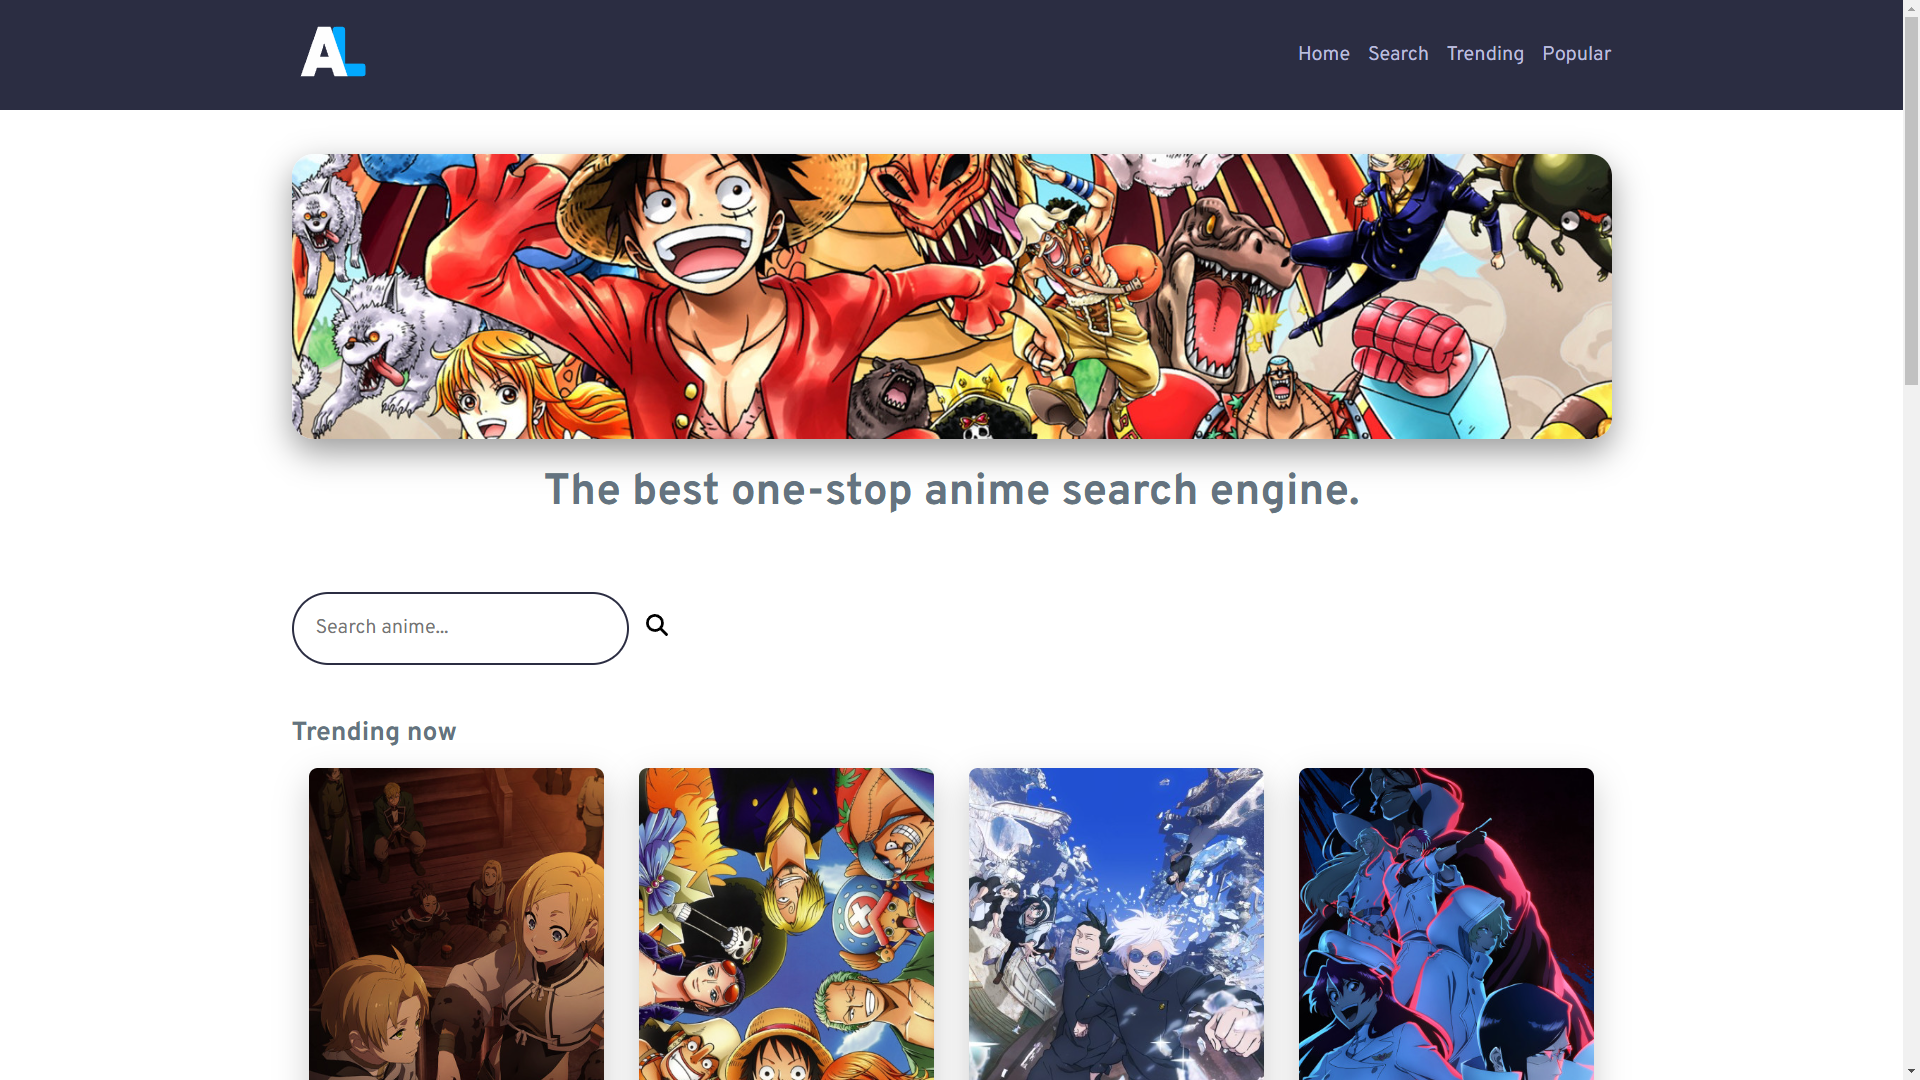 AL
Home Search Trending Popular
The best one-stop anime search engine.
Search anime...
Trending now